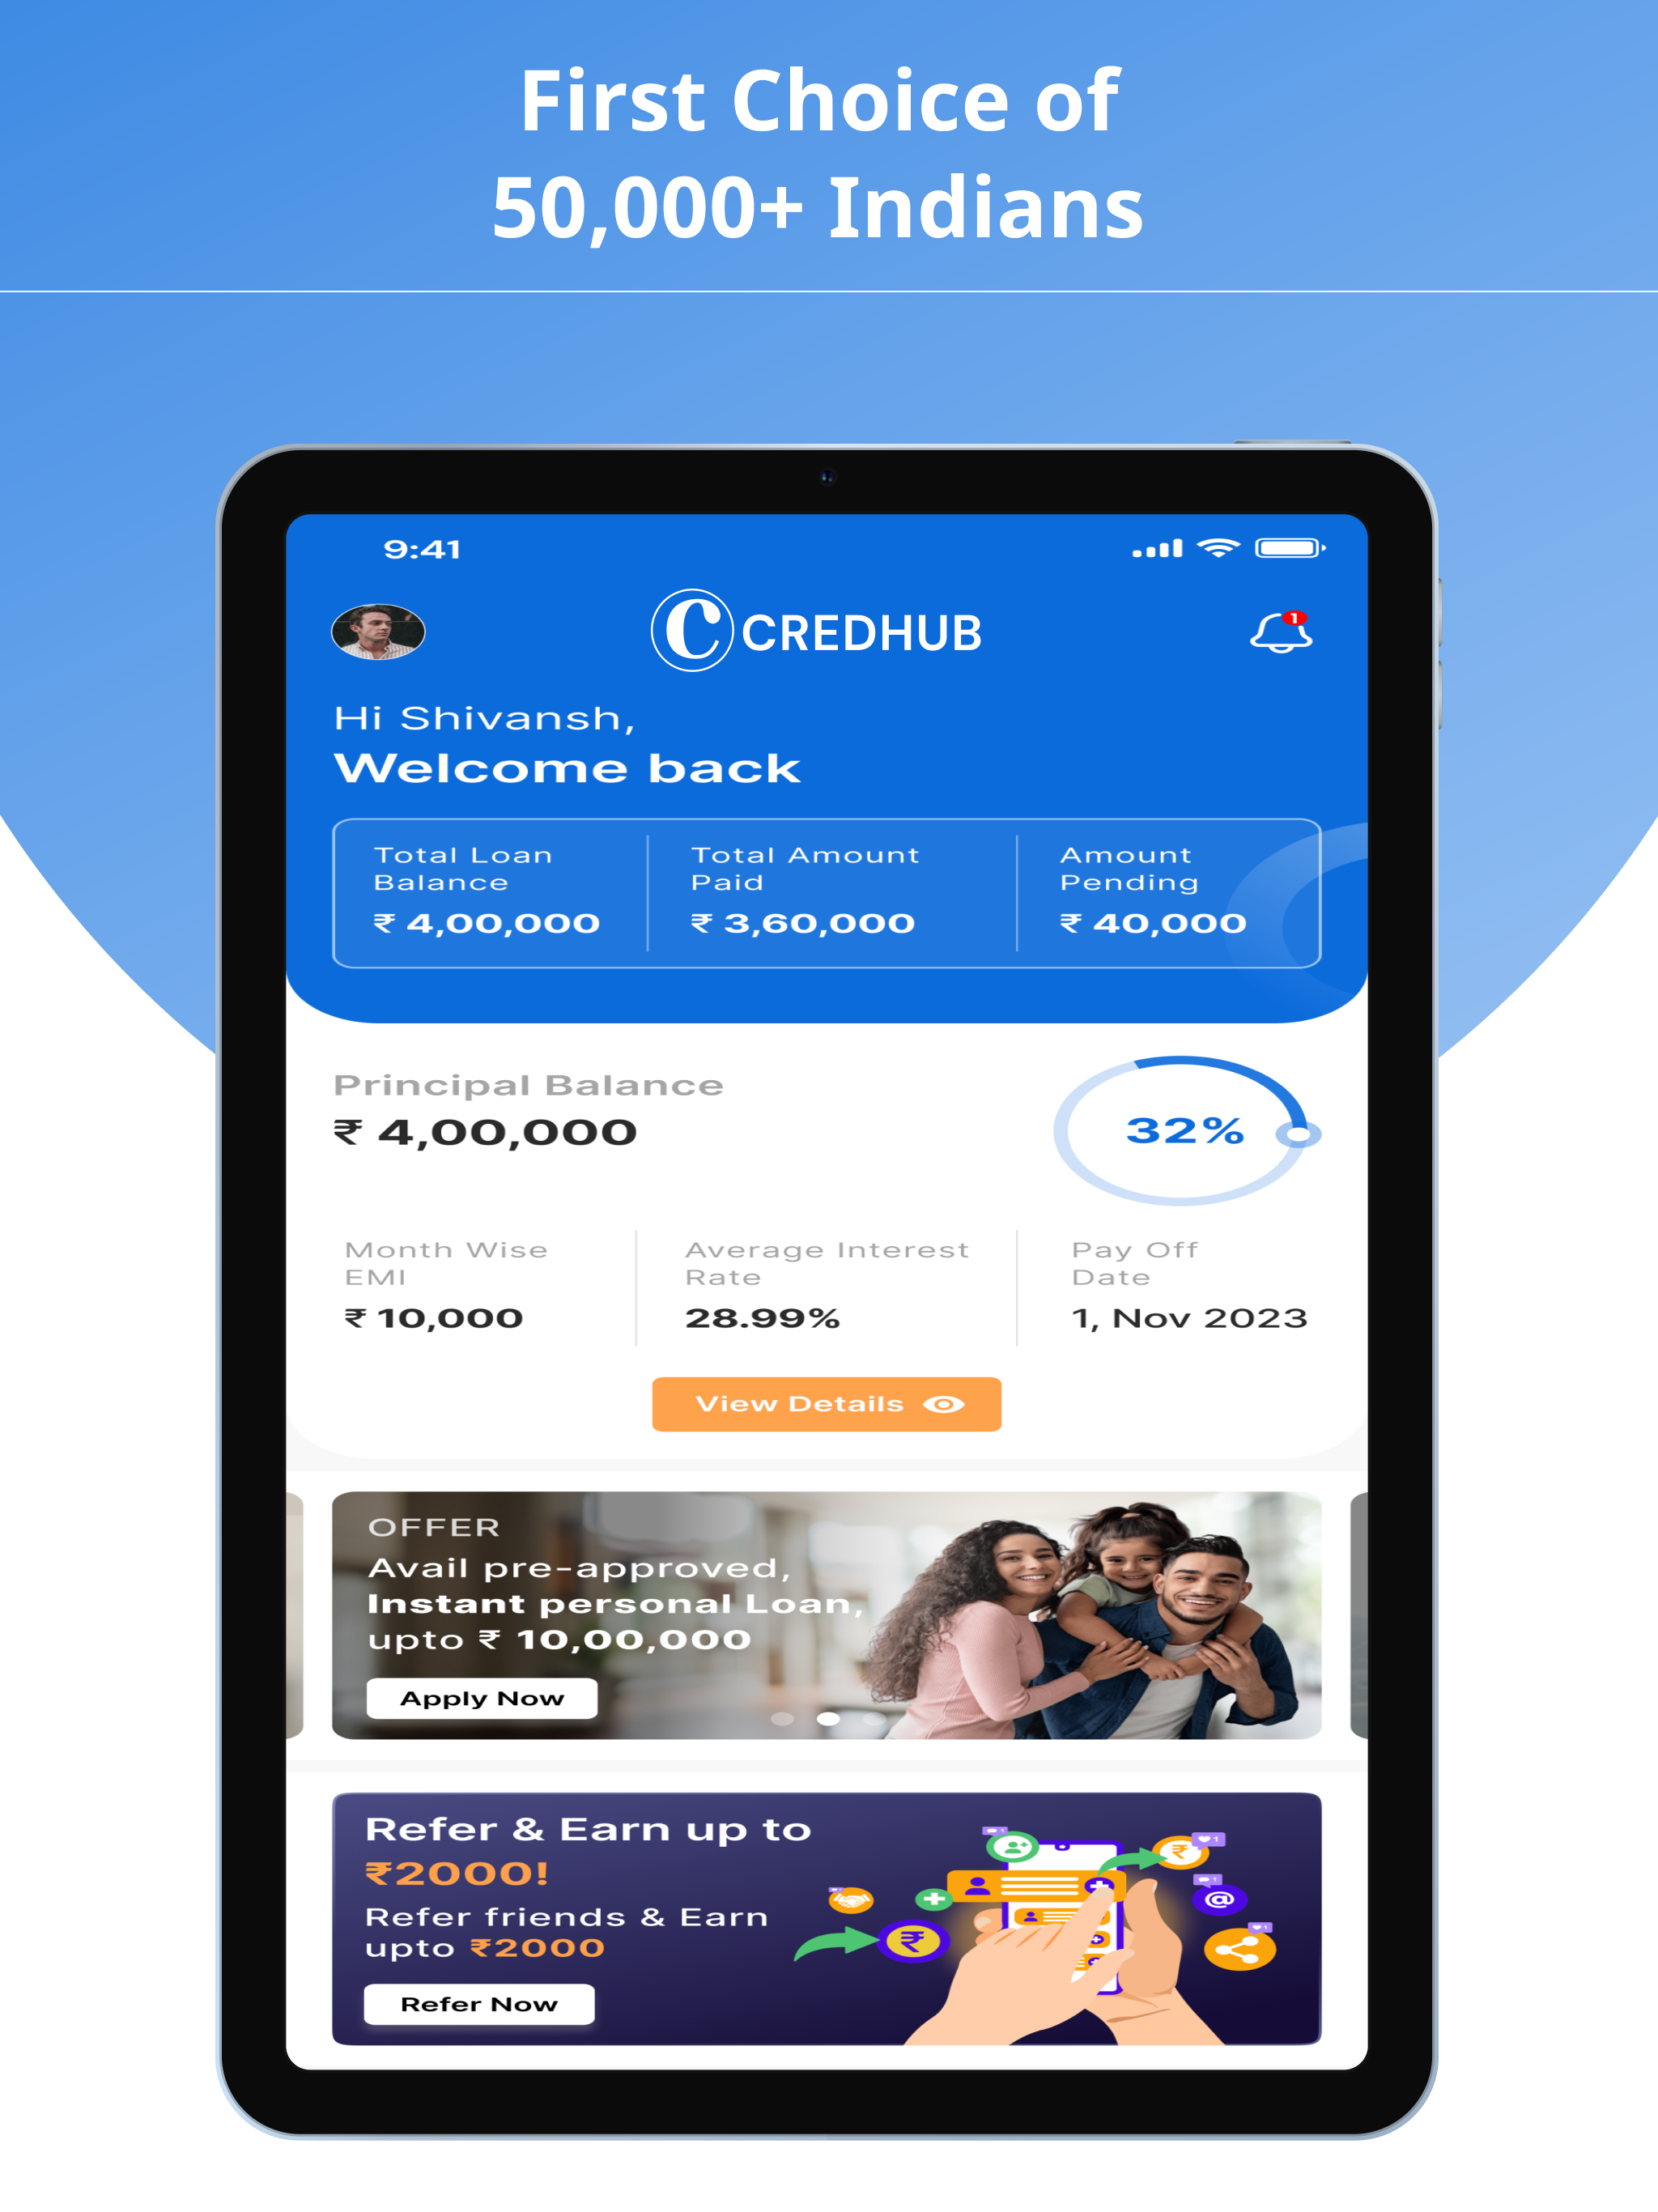 First Choice of
50,000+ Indians
9:41
C CREDHUB
1
Hi Shivansh,
Welcome back
Total Loan
Balance
₹ 4,00,000
Total Amount
Paid
₹ 3,60,000
Amount
Pending
₹ 40,000
Principal Balance
₹ 4,00,000
32%
Month Wise
EMI
₹ 10,000
Average Interest
Rate
28.99%
Pay Off
Date
1, Nov 2023
View Details
OFFER
Avail pre-approved,
Instant personal Loan,
upto ₹ 10,00,000
Apply Now
Refer & Earn up to
₹2000!
Refer friends & Earn
upto ₹2000
Refer Now
1
₹
1
1
@
1
₹